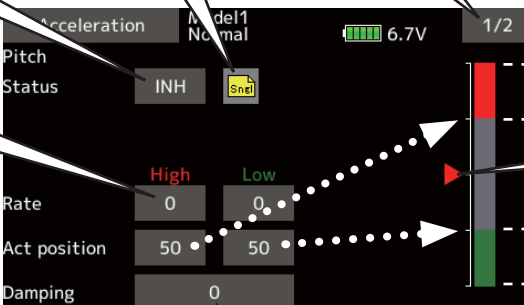 Acceleration Model1 1/2
Normal 6.7V
Pitch
Status INH Sngl
High Low
Rate 0 0
Act position 50 50
Damping 0